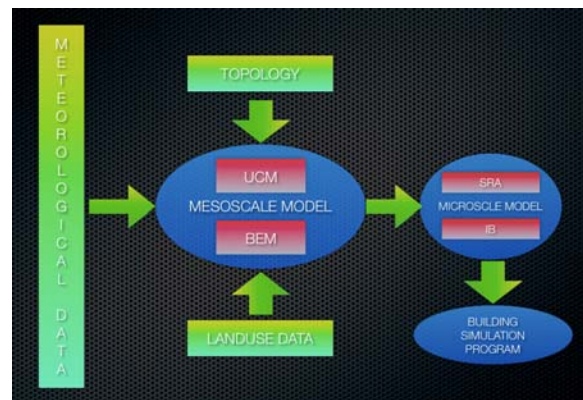 METEOROLOGICAL DATA
TOPOLOGY
UCM
MESOSCALE MODEL
BEM
LANDUSE DATA
SRA
MICROSCLE MODEL
IB
BUILDING
SIMULATION
PROGRAM